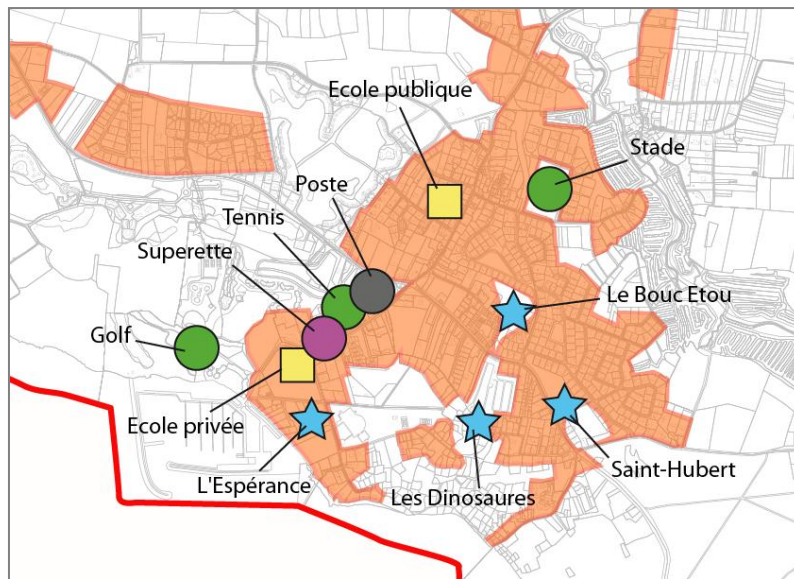 Ecole publique
Stade
Poste
Tennis
Superette
Le Bouc Etou
Golf
Ecole privée
L'Espérance
Les Dinosaures
Saint-Hubert